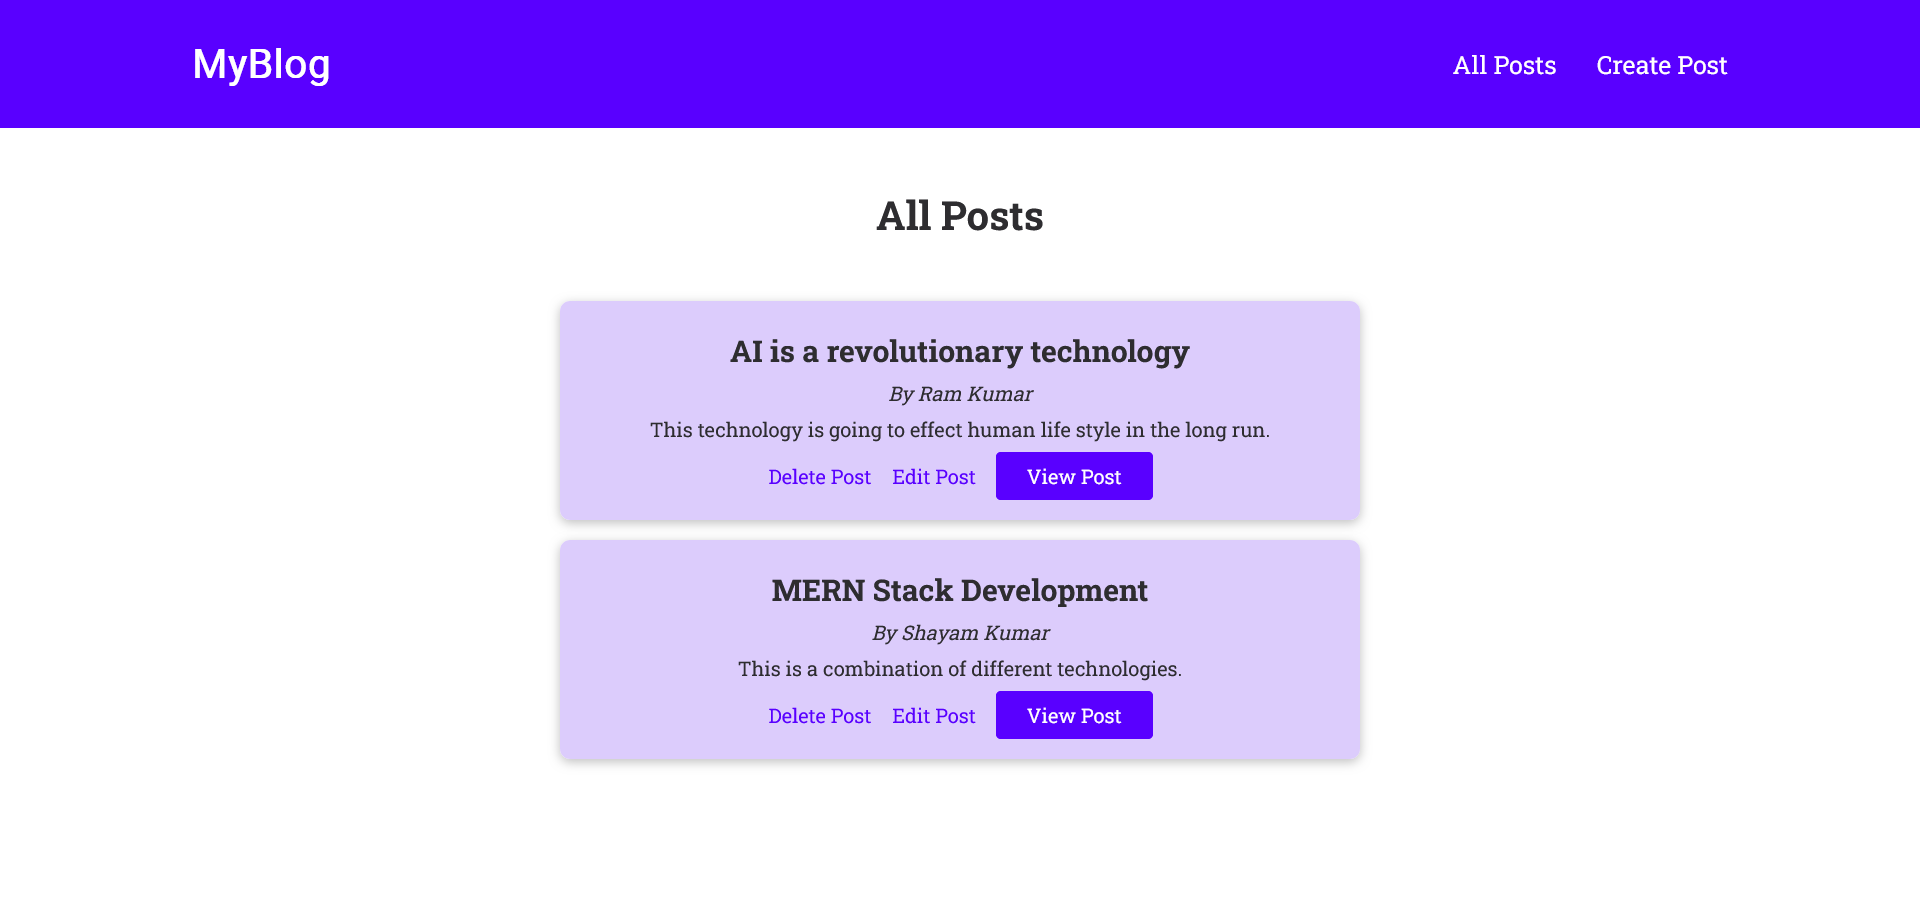 MyBlog
All Posts Create Post
All Posts
AI is a revolutionary technology
By Ram Kumar
This technology is going to effect human life style in the long run.
Delete Post Edit Post View Post
MERN Stack Development
By Shayam Kumar
This is a combination of different technologies.
Delete Post Edit Post View Post